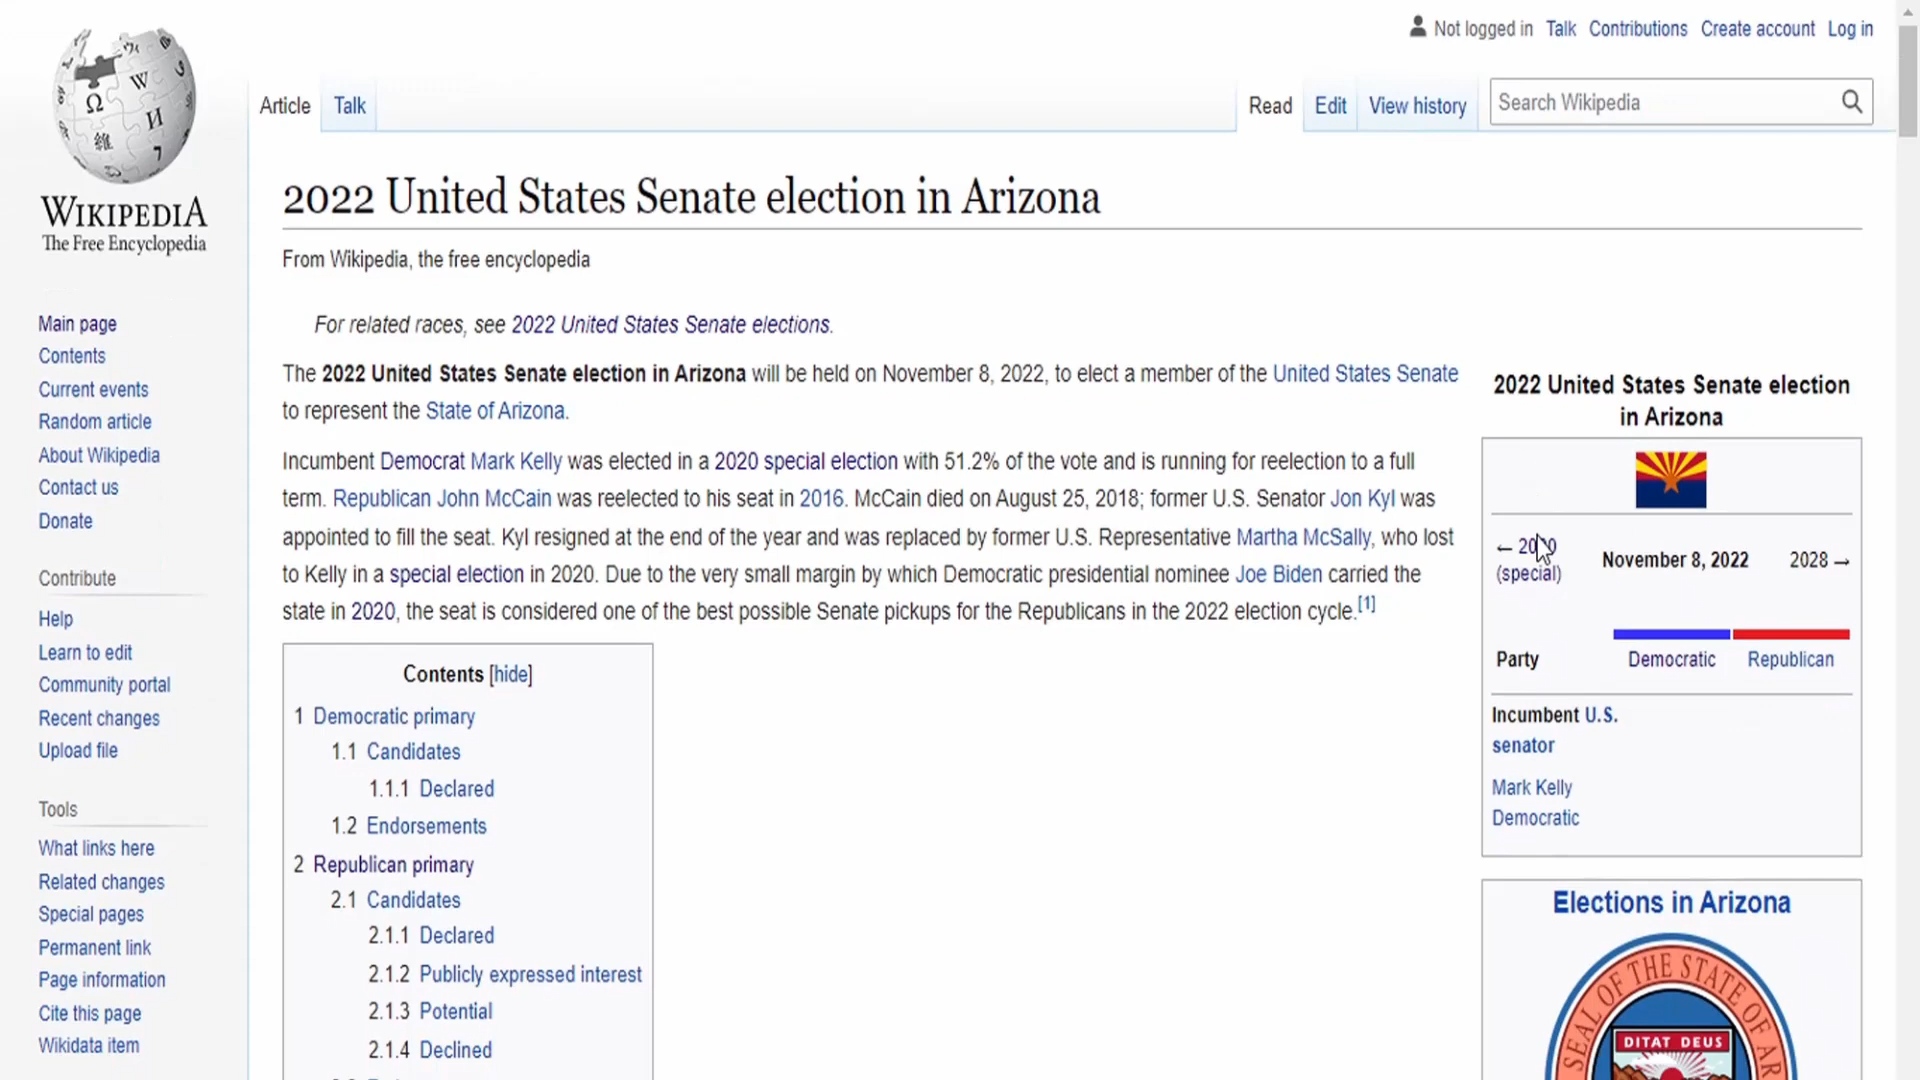 Not logged in Talk Contributions Create account Log in
Article Talk Read Edit View history Search Wikipedia
WIKIPEDIA
The Free Encyclopedia
Main page
Contents
Current events
Random article
About Wikipedia
Contact us
Donate
Contribute
Help
Learn to edit
Community portal
Recent changes
Upload file
Tools
What links here
Related changes
Special pages
Permanent link
Page information
Cite this page
Wikidata item
2022 United States Senate election in Arizona
From Wikipedia, the free encyclopedia
For related races, see 2022 United States Senate elections.
The 2022 United States Senate election in Arizona will be held on November 8, 2022, to elect a member of the United States Senate
to represent the State of Arizona.
Incumbent Democrat Mark Kelly was elected in a 2020 special election with 51.2% of the vote and is running for reelection to a full
term. Republican John McCain was reelected to his seat in 2016. McCain died on August 25, 2018; former U.S. Senator Jon Kyl was
appointed to fill the seat. Kyl resigned at the end of the year and was replaced by former U.S. Representative Martha McSally, who lost
to Kelly in a special election in 2020. Due to the very small margin by which Democratic presidential nominee Joe Biden carried the
state in 2020, the seat is considered one of the best possible Senate pickups for the Republicans in the 2022 election cycle.[1]
Contents [hide]
1 Democratic primary
1.1 Candidates
1.1.1 Declared
1.2 Endorsements
2 Republican primary
2.1 Candidates
2.1.1 Declared
2.1.2 Publicly expressed interest
2.1.3 Potential
2.1.4 Declined
2022 United States Senate election
in Arizona
← 2020
(special)
November 8, 2022
2028 →
Party Democratic Republican
Incumbent U.S.
senator
Mark Kelly
Democratic
Elections in Arizona
SEAL OF THE STATE OF AR
DITAT DEUS